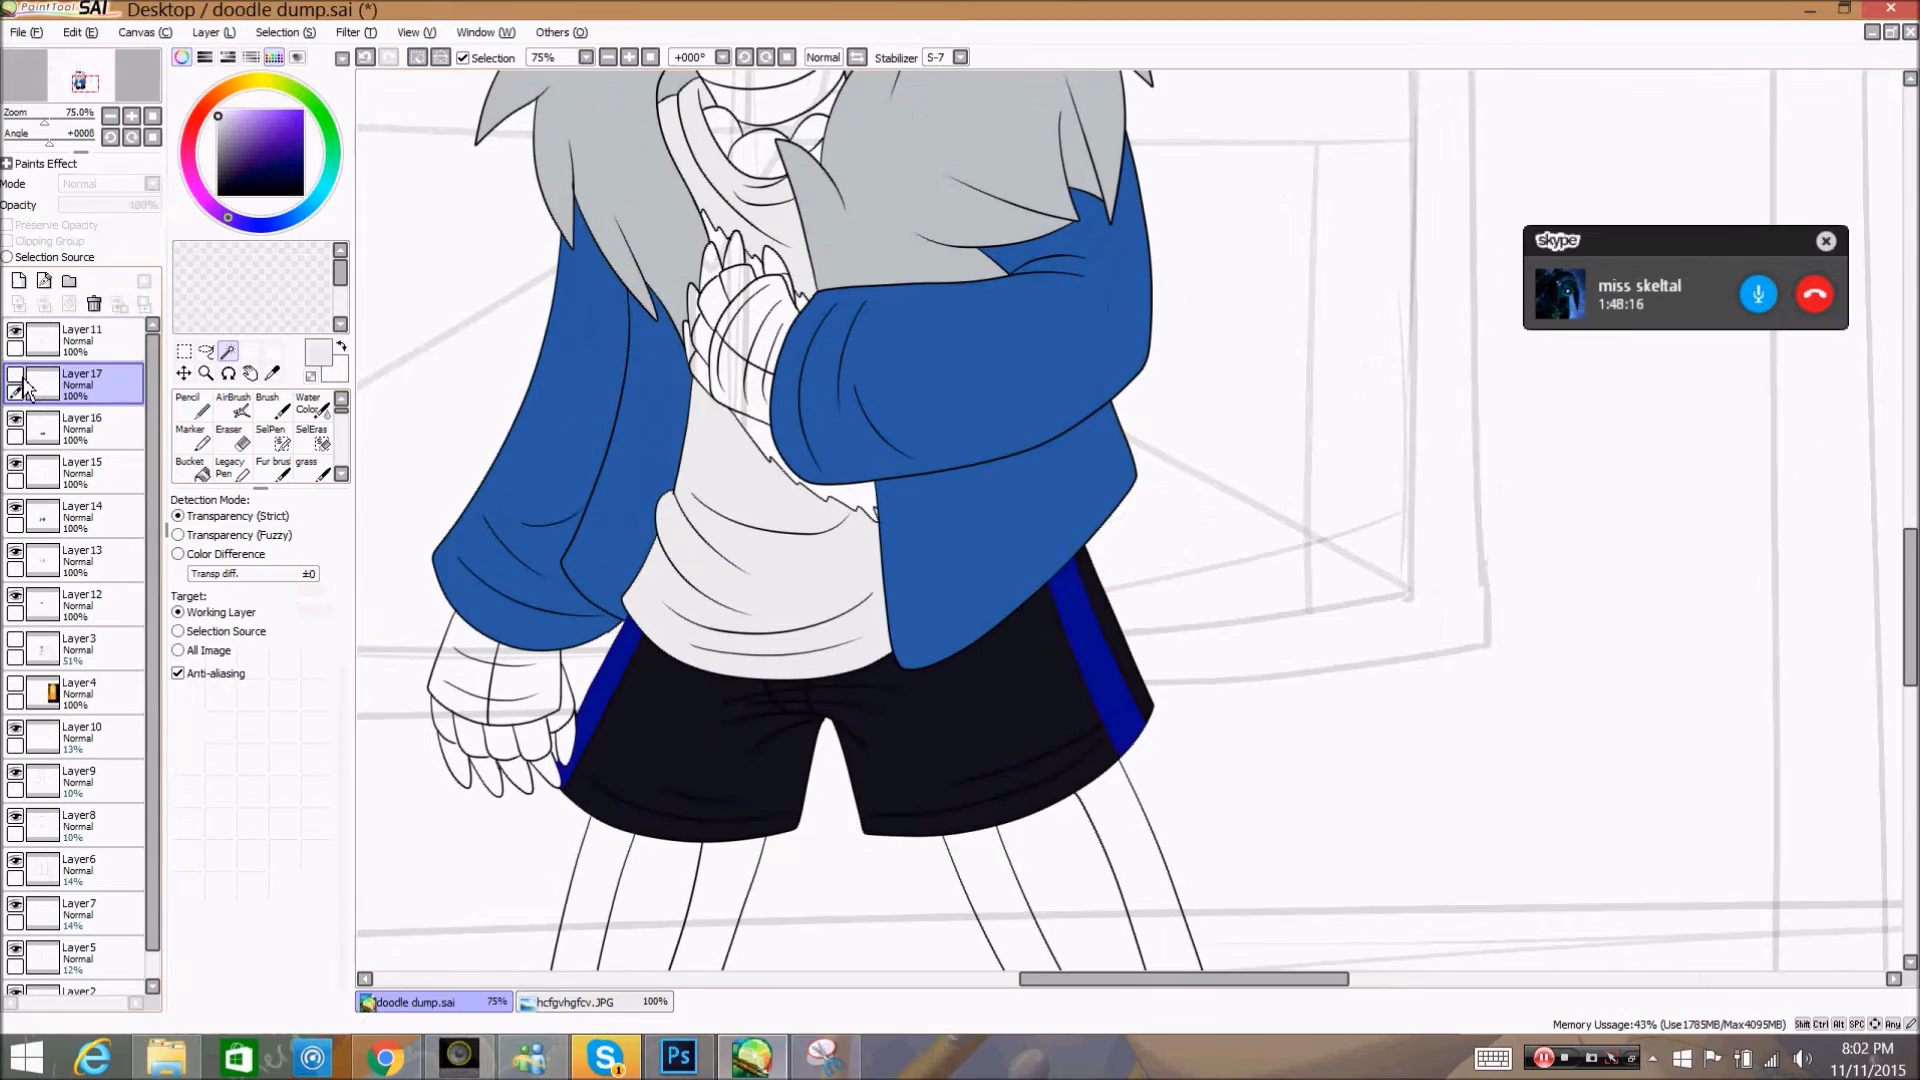 PaintTool SAI Desktop / doodle dump.sai (*)
File (F) Edit (E) Canvas (C) Layer (L) Selection (S) Filter (T) View (V) Window (W) Others (O)
Selection 75% +000° Normal Stabilizer S-7
Zoom 75.0%
Angle
Paints Effect
Mode Normal
Opacity 100%
Preserve Opacity
Clipping Group
Selection Source
Layer11
Normal
100%
Layer17
Normal
100%
Layer16
Normal
100%
Layer15
Normal
100%
Layer14
Normal
100%
Layer13
Normal
100%
Layer12
Normal
100%
Layer3
Normal
51%
Layer4
Normal
100%
Layer10
Normal
13%
Layer9
Normal
10%
Layer8
Normal
10%
Layer6
Normal
14%
Layer7
Normal
14%
Layer5
Normal
12%
Layer2
Pencil AirBrush Brush Water Color
Marker Eraser SelPen SelEras
Bucket Legacy Pen Fur brus grass
Detection Mode:
Transparency (Strict)
Transparency (Fuzzy)
Color Difference
Transp diff. ±0
Target:
Working Layer
Selection Source
All Image
Anti-aliasing
skype
miss skeltal
1:48:16
doodle dump.sai 75% hcfgvhgfcv.JPG 100%
Memory Ussage:43% (Use1785MB/Max4095MB) Shift Ctrl Alt SPC Any
Ps
8:02 PM
11/11/2015